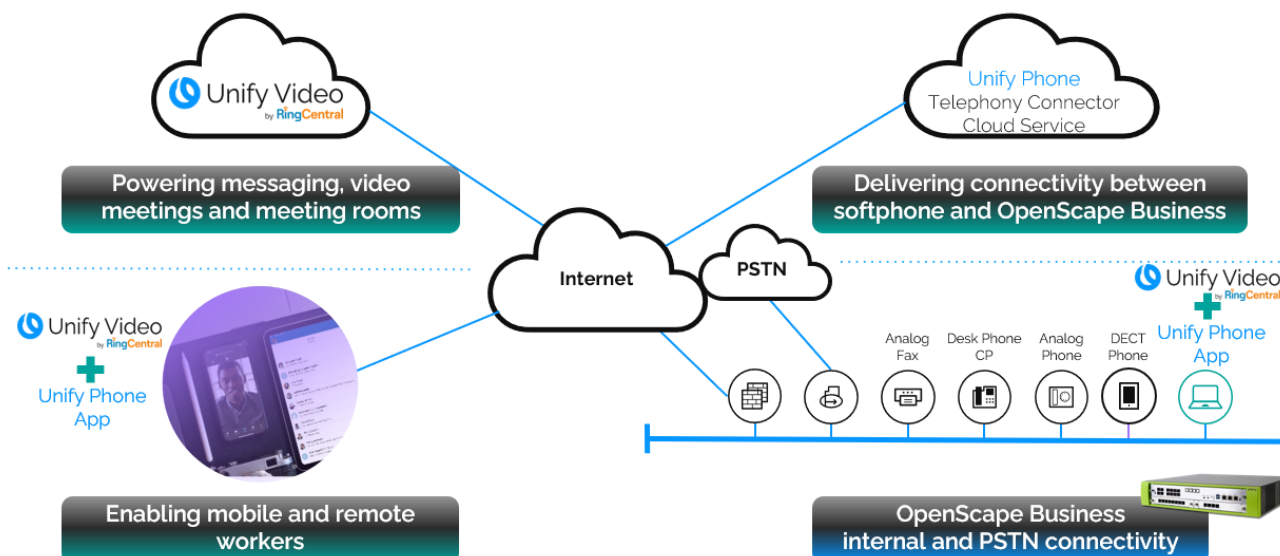 Unify Video
by RingCentral
Unify Phone
Telephony Connector
Cloud Service
Powering messaging, video
meetings and meeting rooms
Delivering connectivity between
softphone and OpenScape Business
Internet
PSTN
Unify Video
by RingCentral
Unify Phone
App
Unify Video
by RingCentral
Unify Phone
App
Analog
Fax
Desk Phone
CP
Analog
Phone
DECT
Phone
Enabling mobile and remote
workers
OpenScape Business
internal and PSTN connectivity